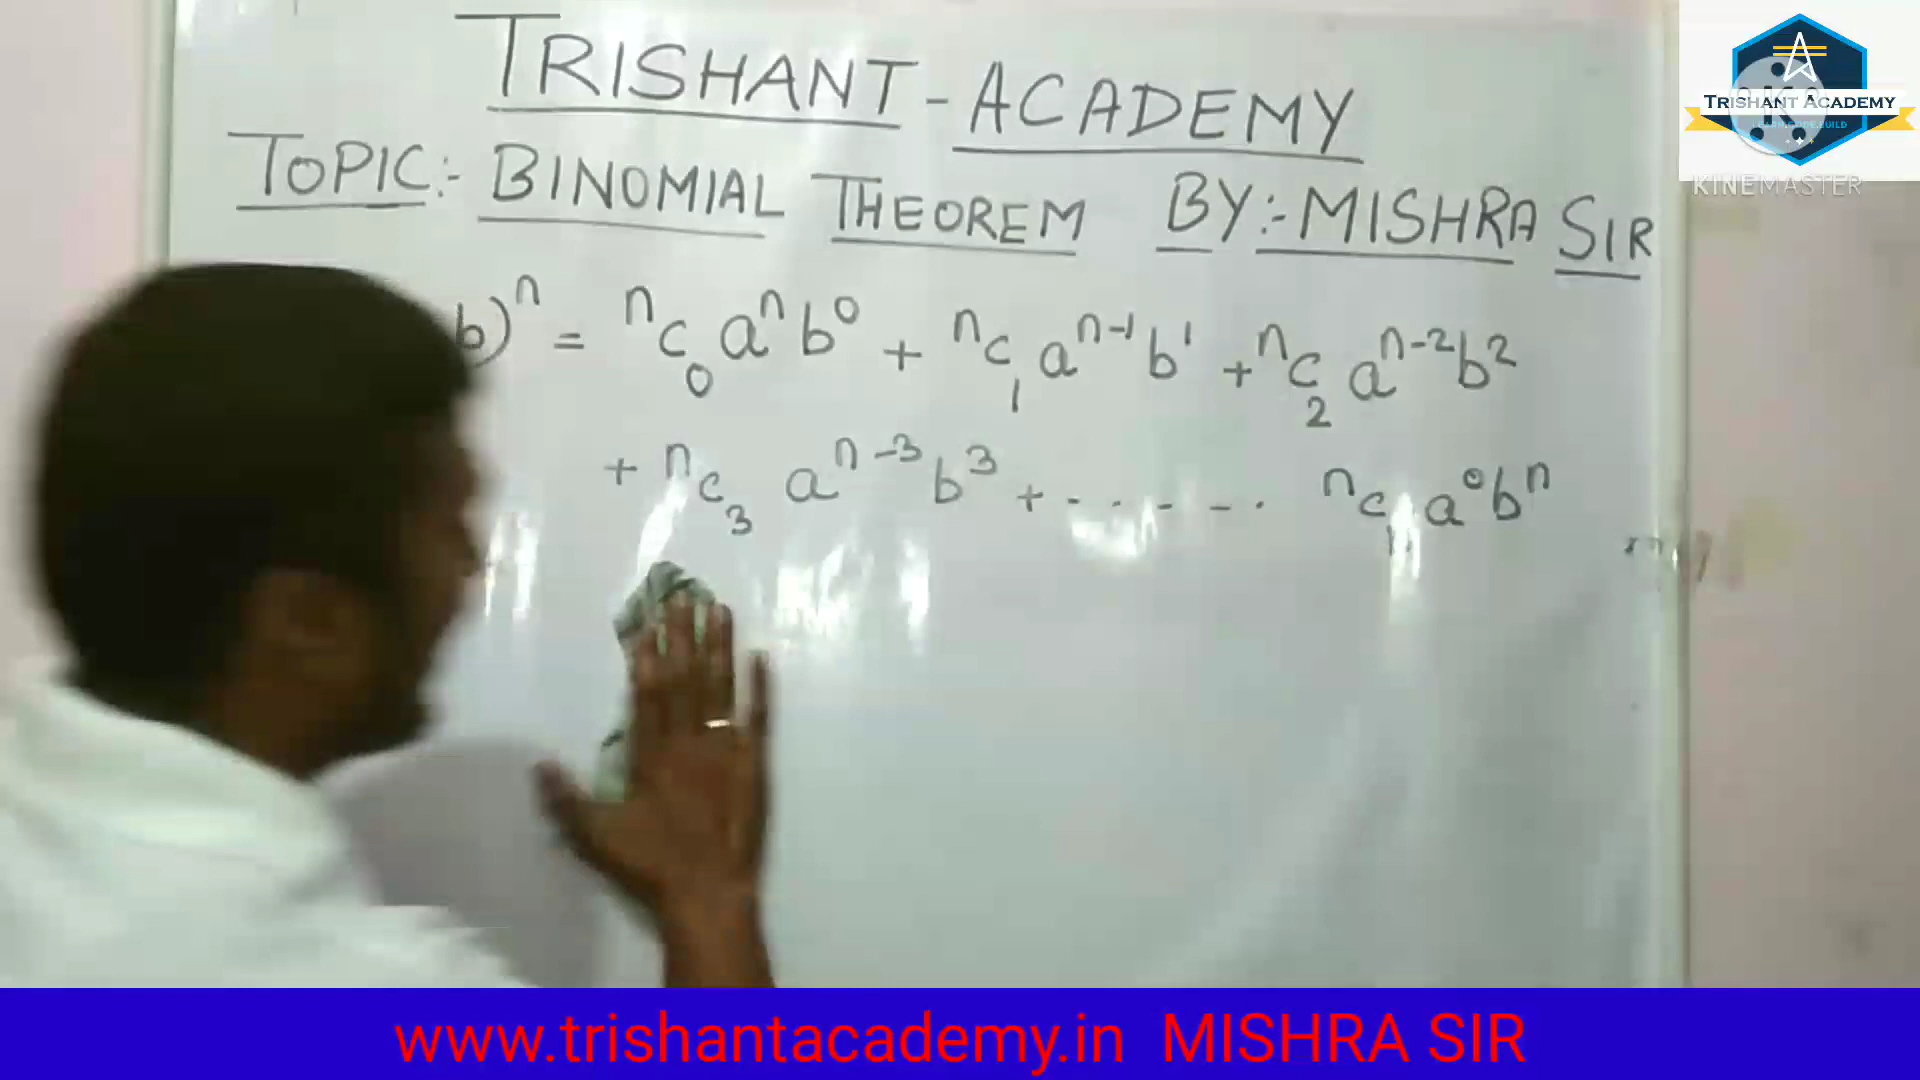 TRISHANT - ACADEMY
TOPIC:- BINOMIAL THEOREM BY:- MISHRA SIR
b)ⁿ = ⁿC₀ aⁿ b⁰ + ⁿC₁ aⁿ⁻¹ b¹ + ⁿC₂ aⁿ⁻² b²
+ ⁿC₃ aⁿ⁻³ b³ + - - - - - ⁿCₙ a⁰ bⁿ
TRISHANT ACADEMY
KINEMASTER
www.trishantacademy.in MISHRA SIR